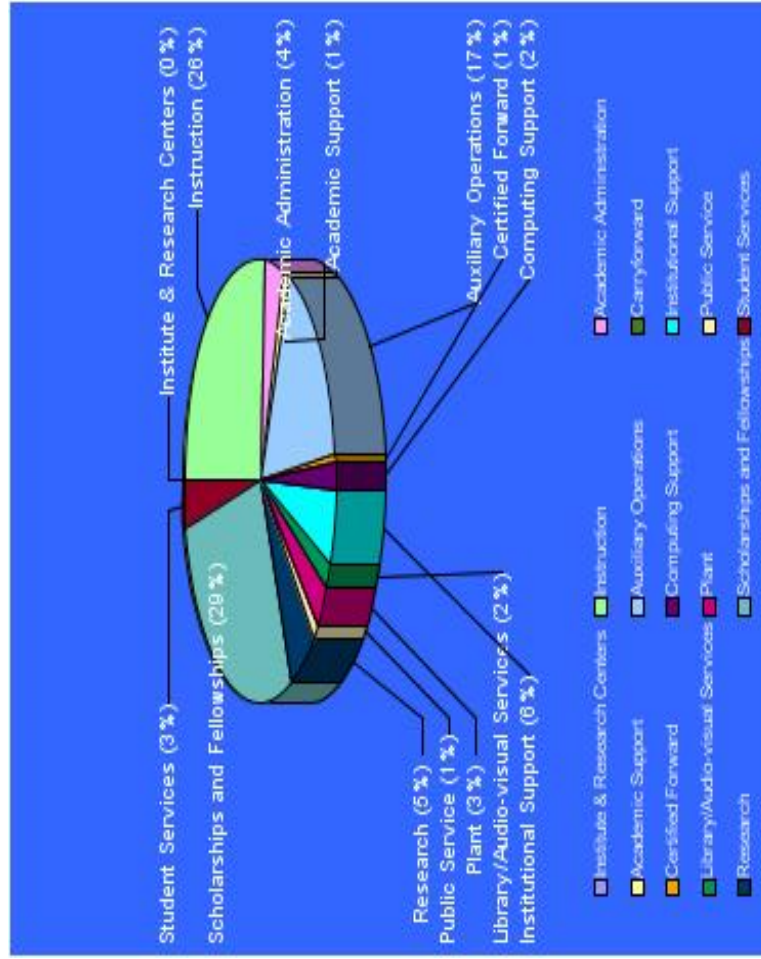 Institute & Research Centers (0%)
Instruction (26%)
Academic Administration (4%)
Academic Support (1%)
Auxiliary Operations (17%)
Certified Forward (1%)
Computing Support (2%)
Student Services (3%)
Scholarships and Fellowships (29%)
Research (5%)
Public Service (1%)
Plant (3%)
Library/Audio-visual Services (2%)
Institutional Support (6%)
Institute & Research Centers
Instruction
Academic Administration
Academic Support
Auxiliary Operations
Carryforward
Certified Forward
Computing Support
Institutional Support
Library/Audio-visual Services
Plant
Public Service
Research
Scholarships and Fellowships
Student Services